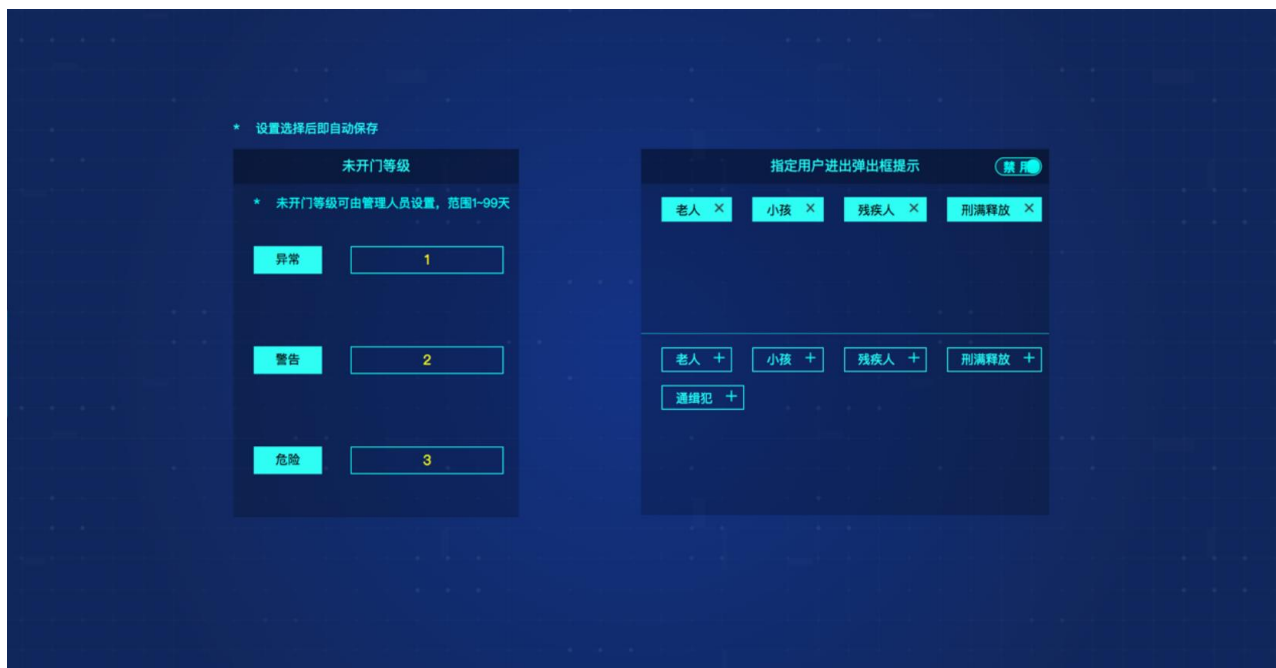 * 设置选择后即自动保存
未开门等级
* 未开门等级可由管理人员设置，范围1~99天
异常 1
警告 2
危险 3
指定用户进出弹出框提示 禁用
老人 × 小孩 × 残疾人 × 刑满释放 ×
老人 + 小孩 + 残疾人 + 刑满释放 +
通缉犯 +